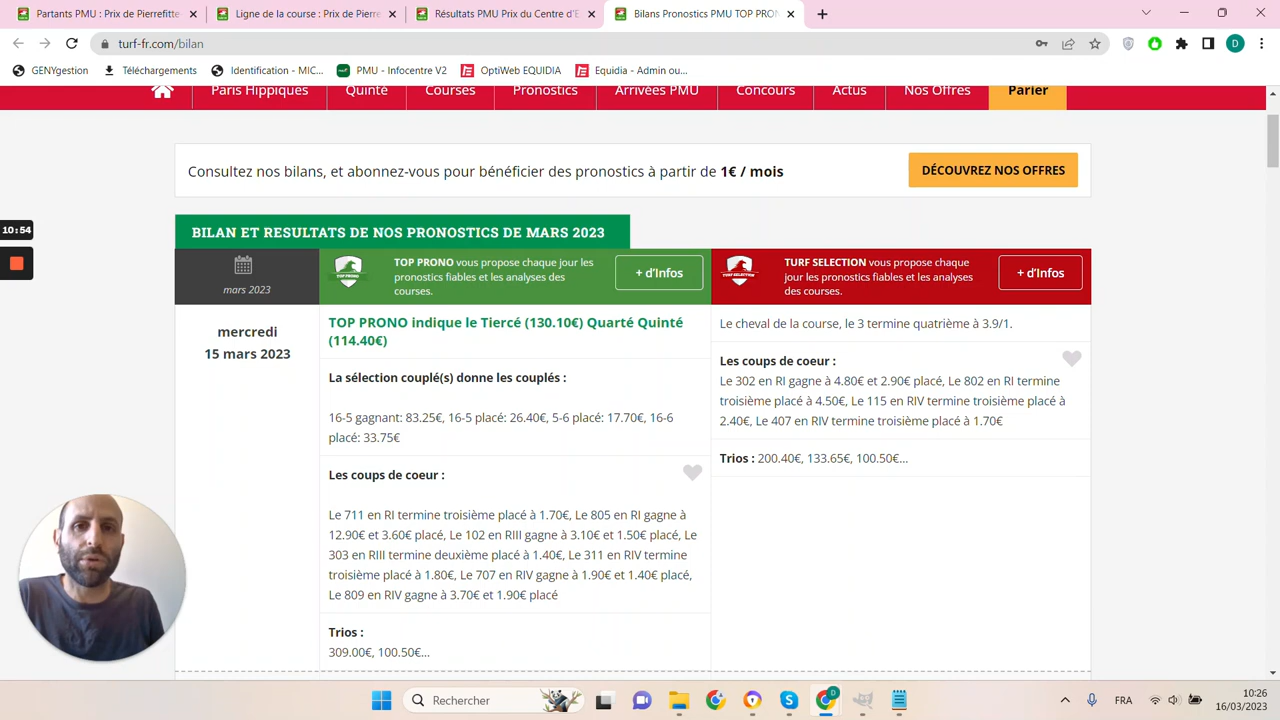 Partants PMU : Prix de Pierrefitte
Ligne de la course : Prix de Pierre
Résultats PMU Prix du Centre d'E
Bilans Pronostics PMU TOP PRON
turf-fr.com/bilan
D
GENYgestion
Téléchargements
Identification - MIC...
PMU - Infocentre V2
OptiWeb EQUIDIA
Equidia - Admin ou...
Paris Hippiques
Quinté
Courses
Pronostics
Arrivées PMU
Concours
Actus
Nos Offres
Parier
Consultez nos bilans, et abonnez-vous pour bénéficier des pronostics à partir de 1€ / mois
DÉCOUVREZ NOS OFFRES
10:54
BILAN ET RESULTATS DE NOS PRONOSTICS DE MARS 2023
mars 2023
TOP PRONO
TOP PRONO vous propose chaque jour les
pronostics fiables et les analyses des
courses.
+ d'Infos
TURF SELECTION
TURF SELECTION vous propose chaque
jour les pronostics fiables et les analyses
des courses.
+ d'Infos
mercredi
15 mars 2023
TOP PRONO indique le Tiercé (130.10€) Quarté Quinté
(114.40€)
La sélection couplé(s) donne les couplés :
16-5 gagnant: 83.25€, 16-5 placé: 26.40€, 5-6 placé: 17.70€, 16-6
placé: 33.75€
Les coups de coeur :
Le 711 en RI termine troisième placé à 1.70€, Le 805 en RI gagne à
12.90€ et 3.60€ placé, Le 102 en RIII gagne à 3.10€ et 1.50€ placé, Le
303 en RIII termine deuxième placé à 1.40€, Le 311 en RIV termine
troisième placé à 1.80€, Le 707 en RIV gagne à 1.90€ et 1.40€ placé,
Le 809 en RIV gagne à 3.70€ et 1.90€ placé
Trios :
309.00€, 100.50€...
Le cheval de la course, le 3 termine quatrième à 3.9/1.
Les coups de coeur :
Le 302 en RI gagne à 4.80€ et 2.90€ placé, Le 802 en RI termine
troisième placé à 4.50€, Le 115 en RIV termine troisième placé à
2.40€, Le 407 en RIV termine troisième placé à 1.70€
Trios : 200.40€, 133.65€, 100.50€...
Rechercher
D
FRA
10:26
16/03/2023